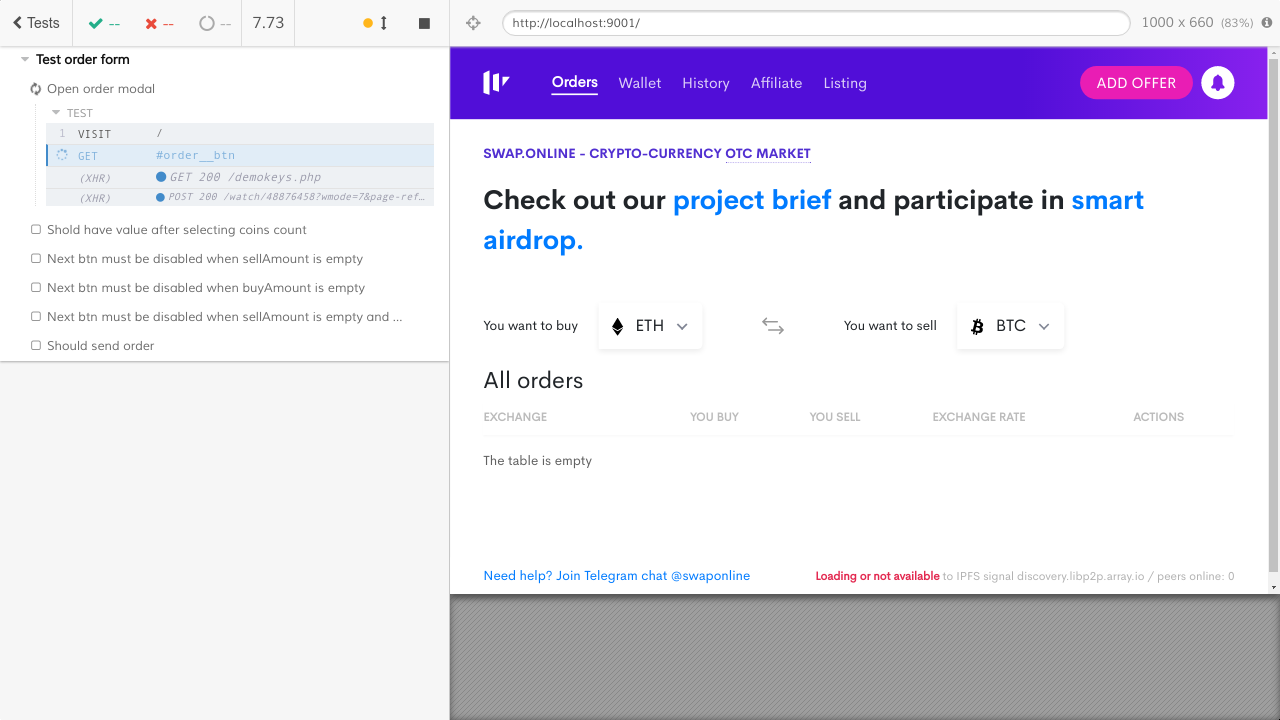 Tests
--
--
--
7.73
http://localhost:9001/
1000 x 660 (83%)
Test order form
Open order modal
TEST
1 VISIT /
GET #order__btn
(XHR) GET 200 /demokeys.php
(XHR) POST 200 /watch/48876458?wmode=7&page-ref…
Shold have value after selecting coins count
Next btn must be disabled when sellAmount is empty
Next btn must be disabled when buyAmount is empty
Next btn must be disabled when sellAmount is empty and ...
Should send order
Orders Wallet History Affiliate Listing
ADD OFFER
SWAP.ONLINE - CRYPTO-CURRENCY OTC MARKET
Check out our project brief and participate in smart
airdrop.
You want to buy ETH
You want to sell BTC
All orders
EXCHANGE YOU BUY YOU SELL EXCHANGE RATE ACTIONS
The table is empty
Need help? Join Telegram chat @swaponline
Loading or not available to IPFS signal discovery.libp2p.array.io / peers online: 0